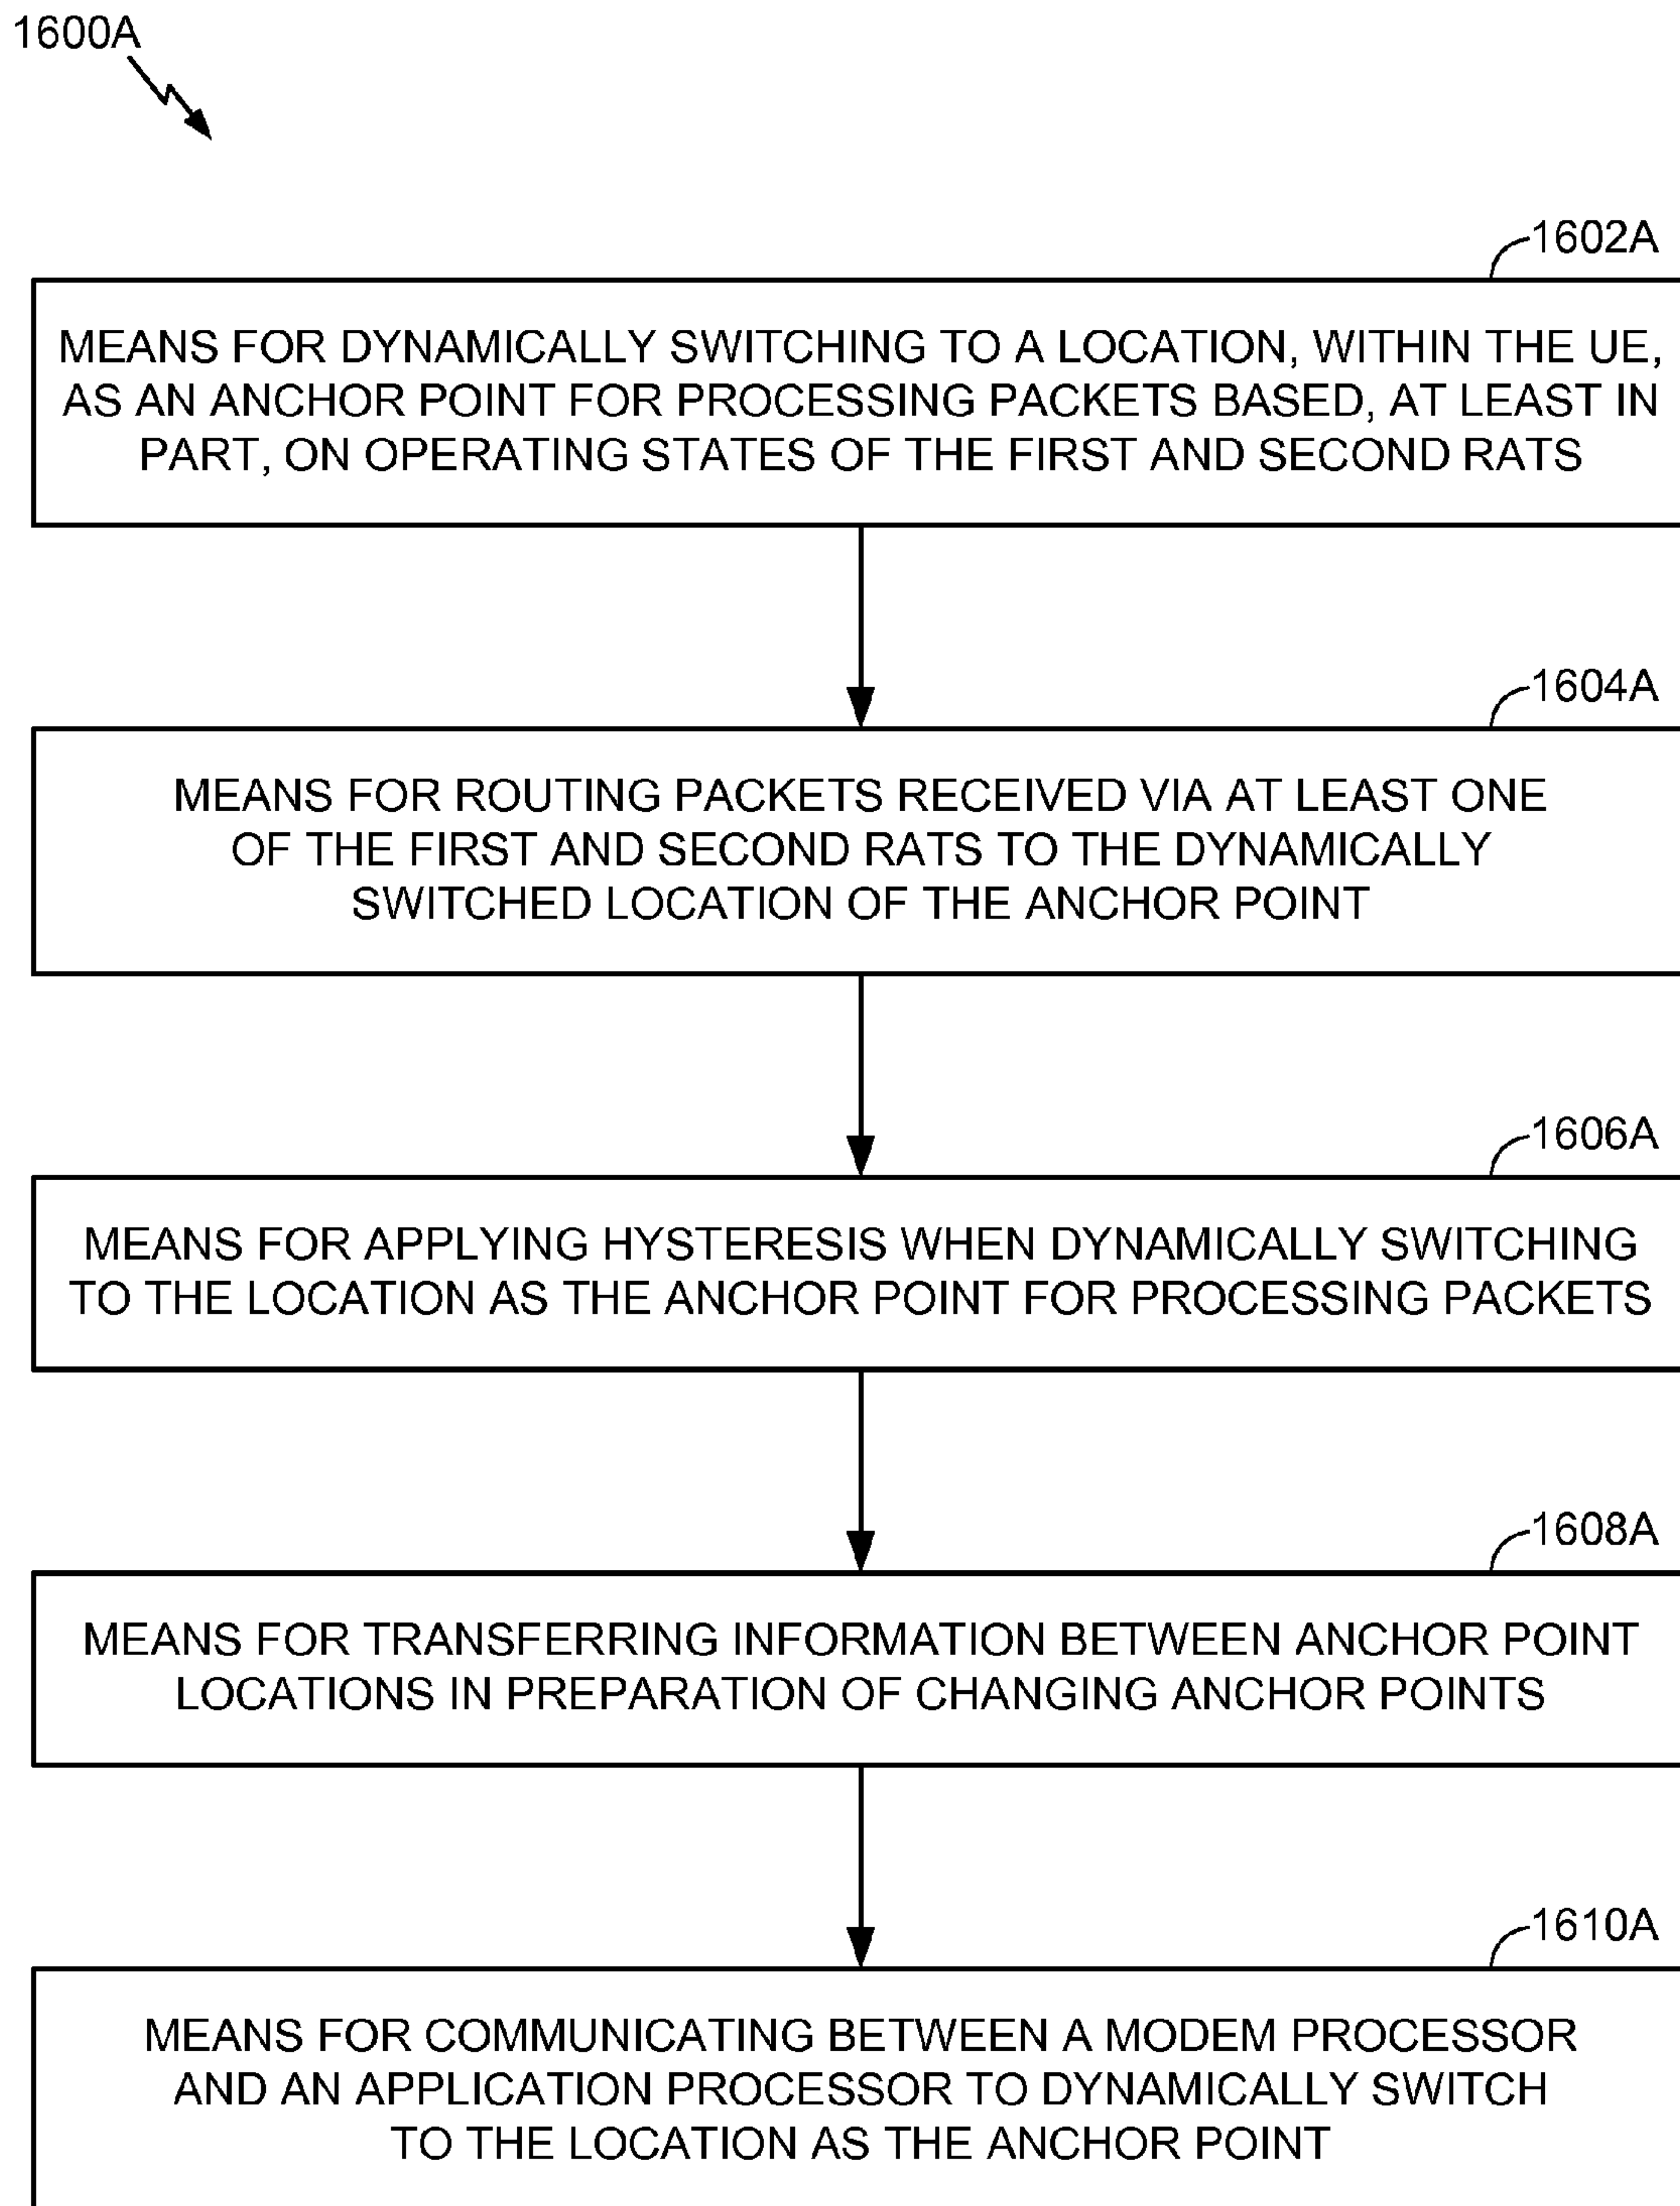 1600A
1602A
MEANS FOR DYNAMICALLY SWITCHING TO A LOCATION, WITHIN THE UE,
AS AN ANCHOR POINT FOR PROCESSING PACKETS BASED, AT LEAST IN
PART, ON OPERATING STATES OF THE FIRST AND SECOND RATS
1604A
MEANS FOR ROUTING PACKETS RECEIVED VIA AT LEAST ONE
OF THE FIRST AND SECOND RATS TO THE DYNAMICALLY
SWITCHED LOCATION OF THE ANCHOR POINT
1606A
MEANS FOR APPLYING HYSTERESIS WHEN DYNAMICALLY SWITCHING
TO THE LOCATION AS THE ANCHOR POINT FOR PROCESSING PACKETS
1608A
MEANS FOR TRANSFERRING INFORMATION BETWEEN ANCHOR POINT
LOCATIONS IN PREPARATION OF CHANGING ANCHOR POINTS
1610A
MEANS FOR COMMUNICATING BETWEEN A MODEM PROCESSOR
AND AN APPLICATION PROCESSOR TO DYNAMICALLY SWITCH
TO THE LOCATION AS THE ANCHOR POINT